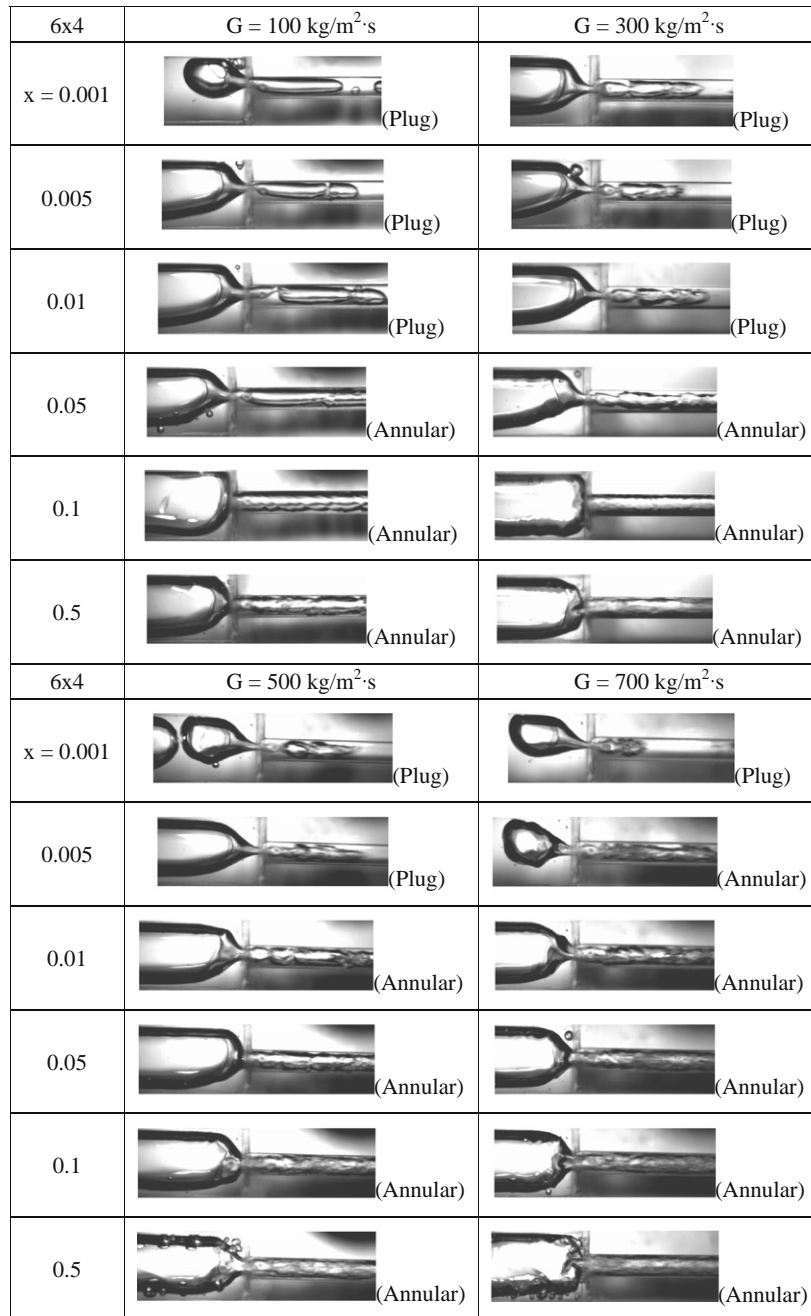 6x4 G = 100 kg/m²·s G = 300 kg/m²·s
x = 0.001 (Plug) (Plug)
0.005 (Plug) (Plug)
0.01 (Plug) (Plug)
0.05 (Annular) (Annular)
0.1 (Annular) (Annular)
0.5 (Annular) (Annular)
6x4 G = 500 kg/m²·s G = 700 kg/m²·s
x = 0.001 (Plug) (Plug)
0.005 (Plug) (Annular)
0.01 (Annular) (Annular)
0.05 (Annular) (Annular)
0.1 (Annular) (Annular)
0.5 (Annular) (Annular)